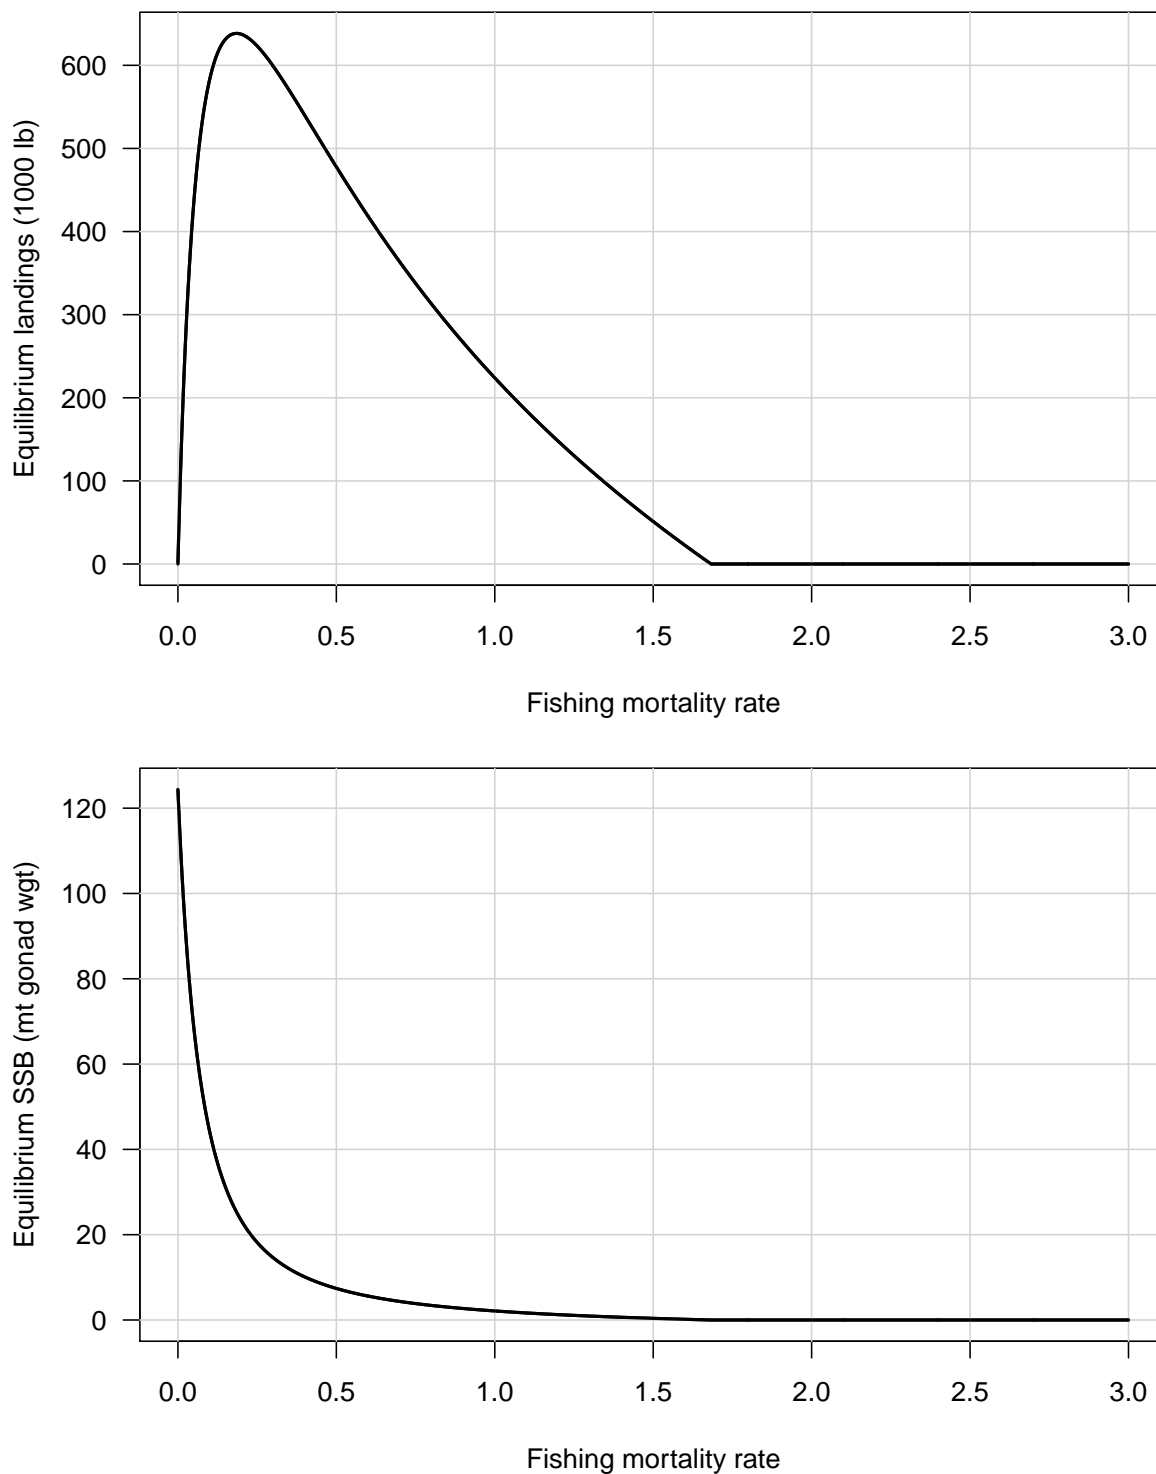 Equilibrium landings (1000 lb)
600
500
400
300
200
100
0
0.0 0.5 1.0 1.5 2.0 2.5 3.0
Fishing mortality rate
Equilibrium SSB (mt gonad wgt)
120
100
80
60
40
20
0
0.0 0.5 1.0 1.5 2.0 2.5 3.0
Fishing mortality rate